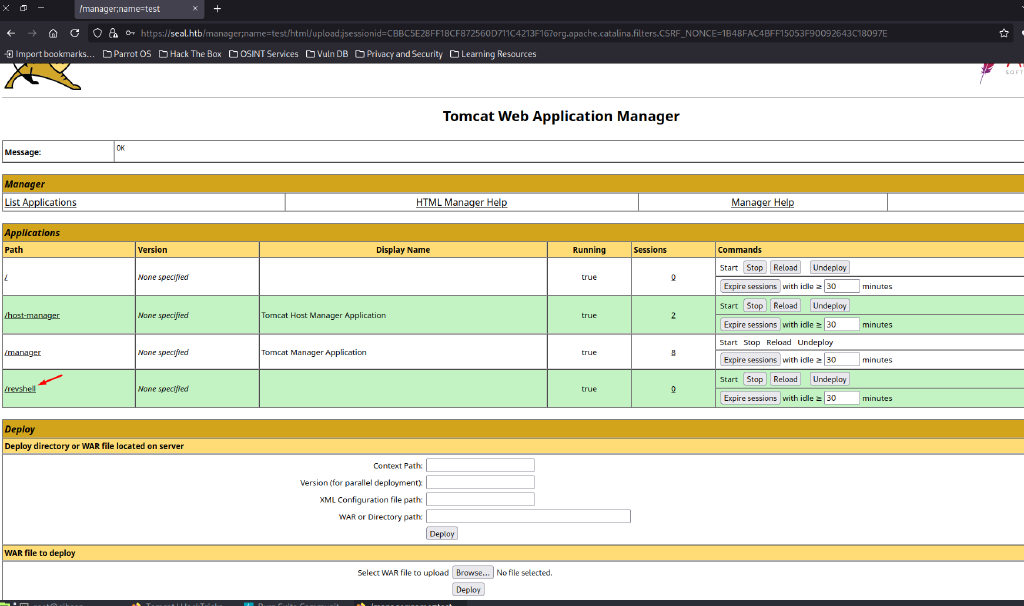 /manager;name=test × +
https://seal.htb/manager;name=test/html/upload;jsessionid=CBBC5E28FF18CF872560D711C4213F16?org.apache.catalina.filters.CSRF_NONCE=1B48FAC4BFF15053F90092643C18097E
Import bookmarks... Parrot OS Hack The Box OSINT Services Vuln DB Privacy and Security Learning Resources
Tomcat Web Application Manager
Message: OK
Manager
List Applications HTML Manager Help Manager Help
Applications
Path Version Display Name Running Sessions Commands
/ None specified true 0 Start Stop Reload Undeploy
Expire sessions with idle ≥ 30 minutes
/host-manager None specified Tomcat Host Manager Application true 2 Start Stop Reload Undeploy
Expire sessions with idle ≥ 30 minutes
/manager None specified Tomcat Manager Application true 8 Start Stop Reload Undeploy
Expire sessions with idle ≥ 30 minutes
/revshell None specified true 0 Start Stop Reload Undeploy
Expire sessions with idle ≥ 30 minutes
Deploy
Deploy directory or WAR file located on server
Context Path:
Version (for parallel deployment):
XML Configuration file path:
WAR or Directory path:
Deploy
WAR file to deploy
Select WAR file to upload Browse... No file selected.
Deploy